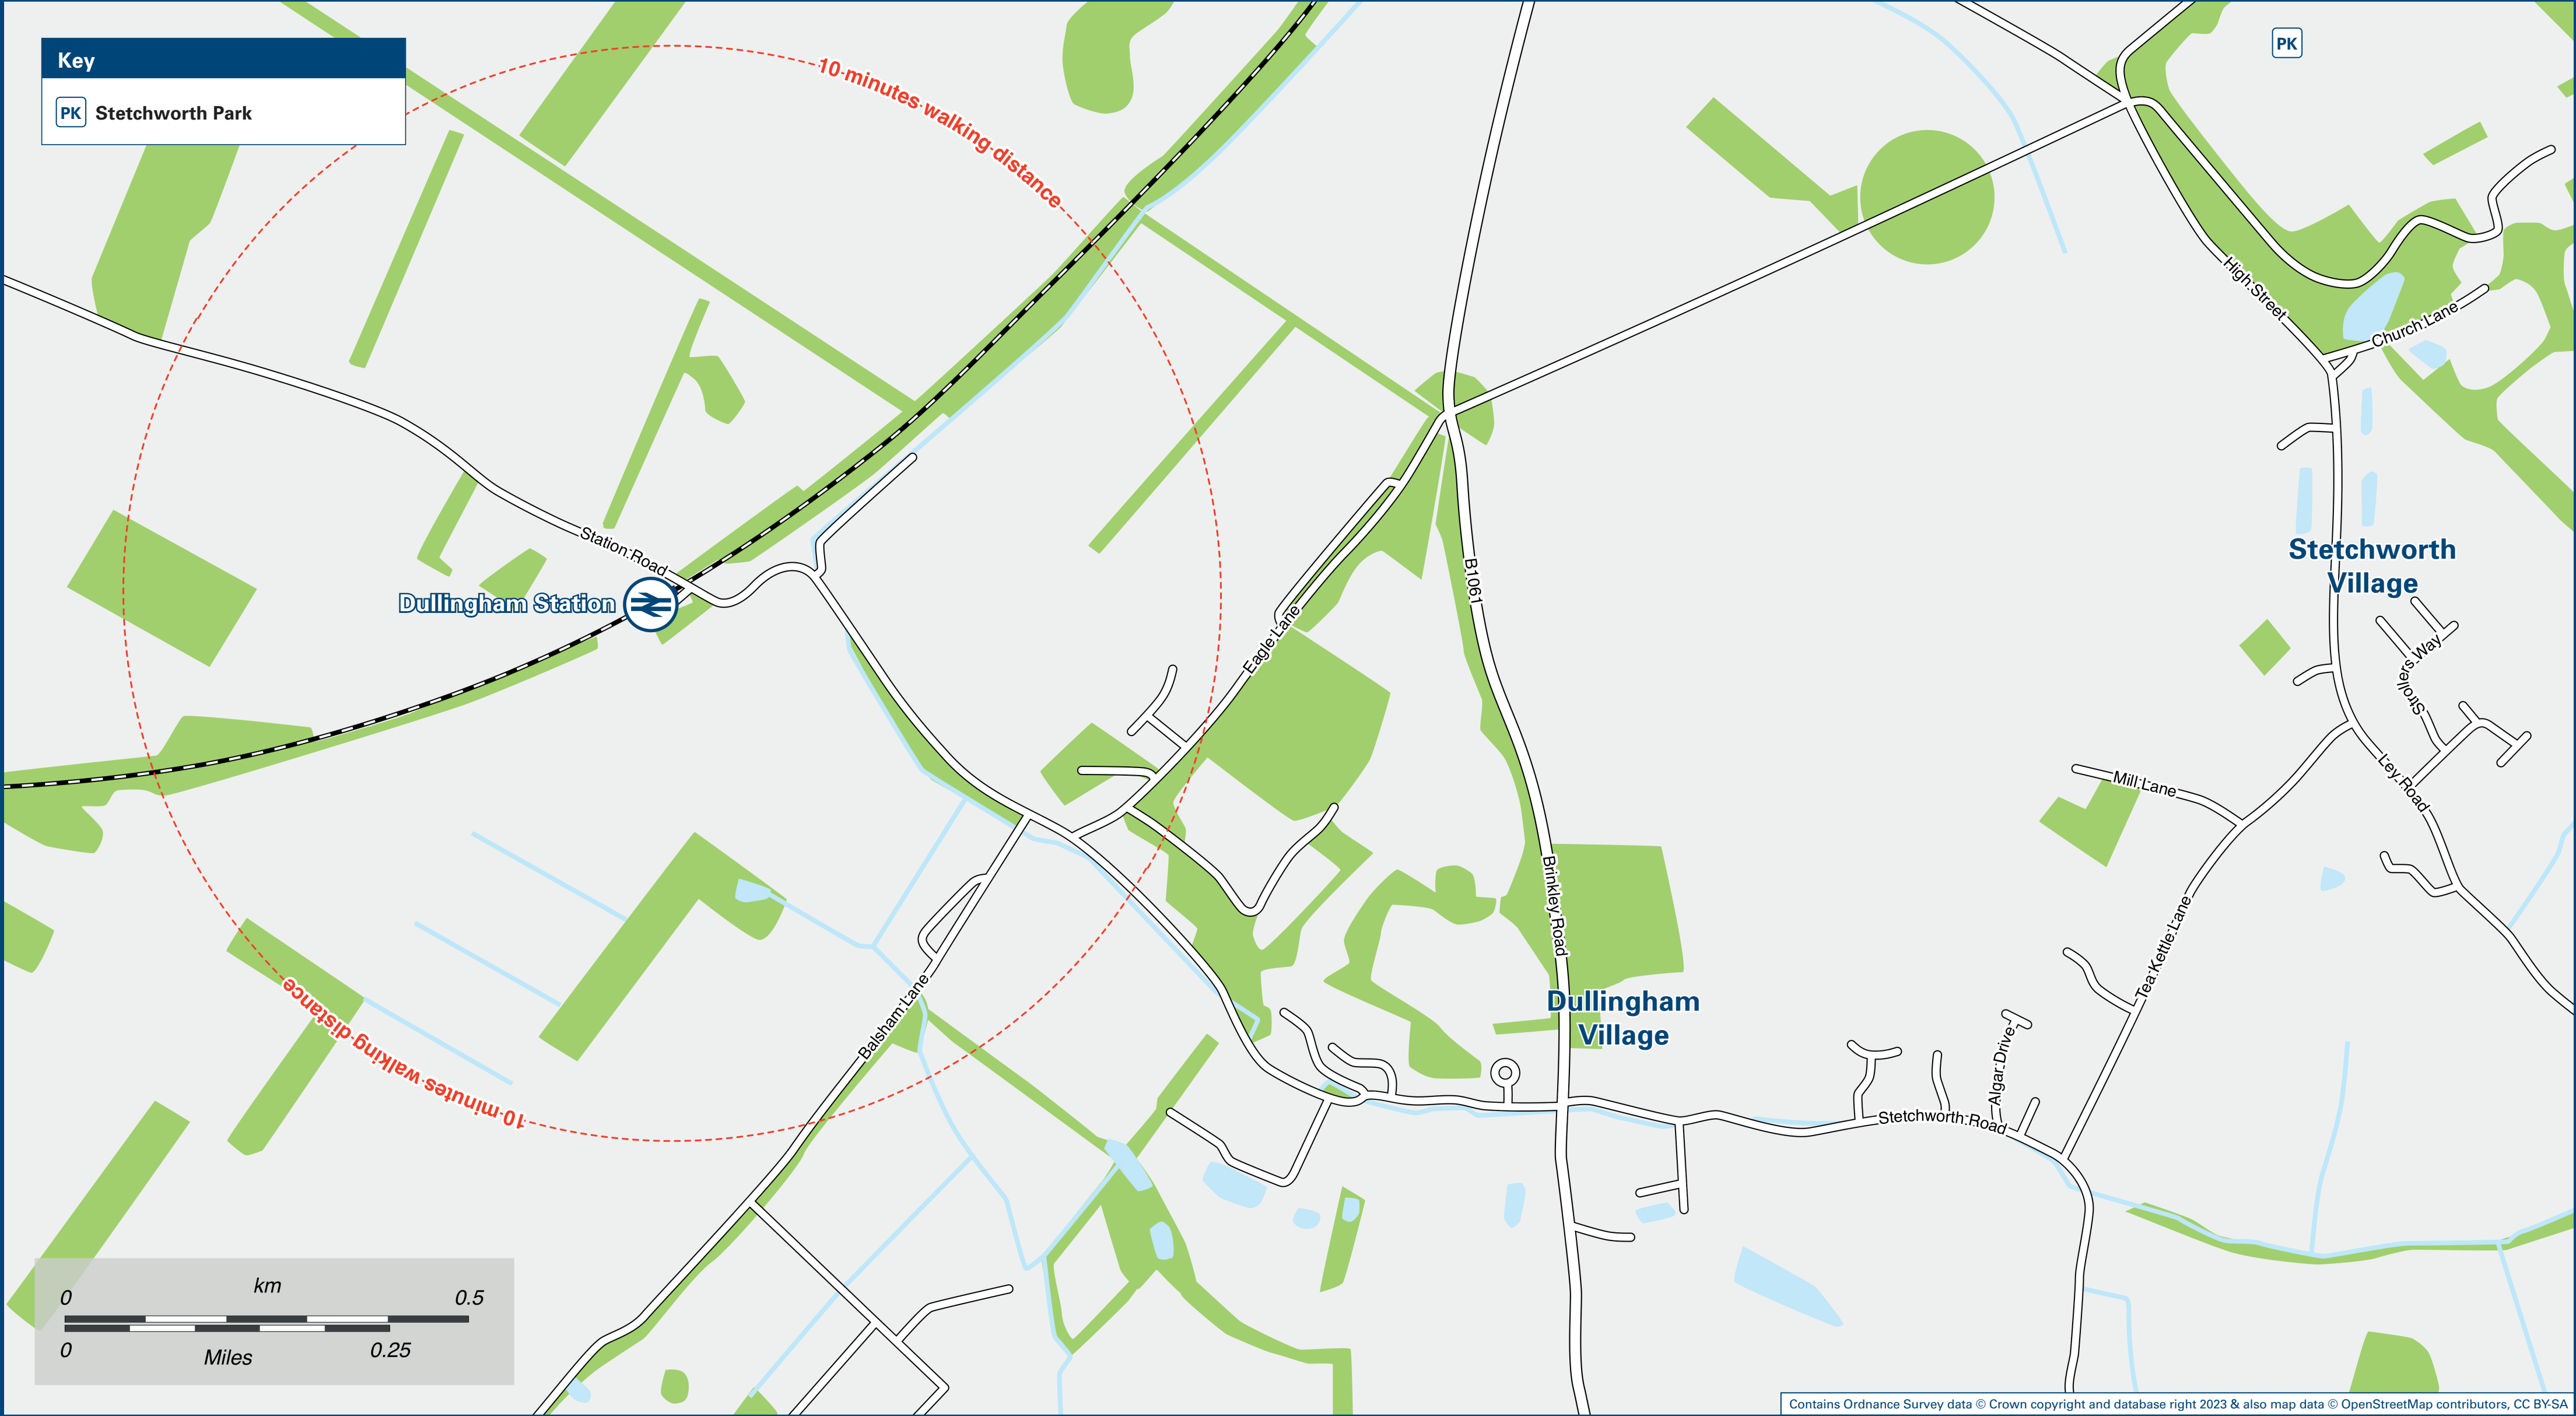 Key
PK Stetchworth Park
PK
10 minutes walking distance
High Street
Church Lane
Station Road
Dullingham Station
Eagle Lane
B1061
Stetchworth
Village
Strollers Way
Ley Road
Mill Lane
Brinkley Road
Tea Kettle Lane
Balsham Lane
Dullingham
Village
10 minutes walking distance
Algar Drive
Stetchworth Road
km
0 0.5
0 0.25
Miles
Contains Ordnance Survey data © Crown copyright and database right 2023 & also map data © OpenStreetMap contributors, CC BY-SA